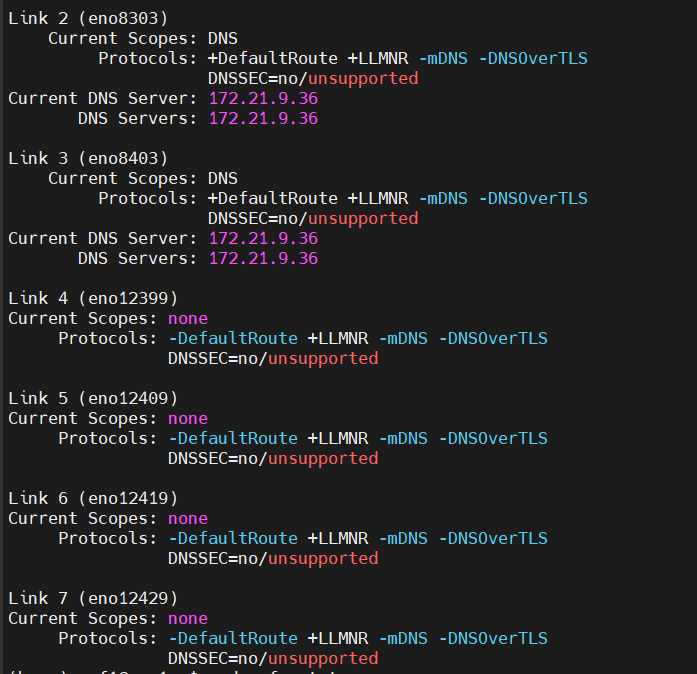 Link 2 (eno8303)
Current Scopes: DNS
Protocols: +DefaultRoute +LLMNR -mDNS -DNSOverTLS
DNSSEC=no/unsupported
Current DNS Server: 172.21.9.36
DNS Servers: 172.21.9.36
Link 3 (eno8403)
Current Scopes: DNS
Protocols: +DefaultRoute +LLMNR -mDNS -DNSOverTLS
DNSSEC=no/unsupported
Current DNS Server: 172.21.9.36
DNS Servers: 172.21.9.36
Link 4 (eno12399)
Current Scopes: none
Protocols: -DefaultRoute +LLMNR -mDNS -DNSOverTLS
DNSSEC=no/unsupported
Link 5 (eno12409)
Current Scopes: none
Protocols: -DefaultRoute +LLMNR -mDNS -DNSOverTLS
DNSSEC=no/unsupported
Link 6 (eno12419)
Current Scopes: none
Protocols: -DefaultRoute +LLMNR -mDNS -DNSOverTLS
DNSSEC=no/unsupported
Link 7 (eno12429)
Current Scopes: none
Protocols: -DefaultRoute +LLMNR -mDNS -DNSOverTLS
DNSSEC=no/unsupported